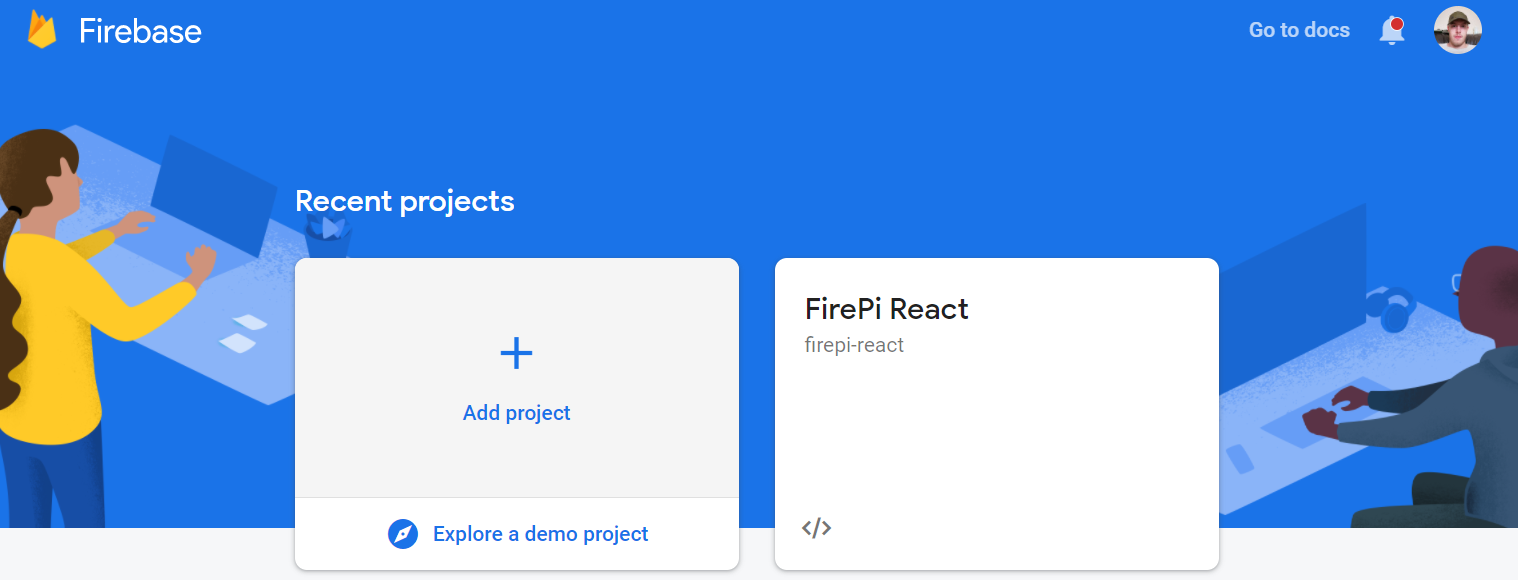 Firebase
Go to docs
Recent projects
Add project
Explore a demo project
FirePi React
firepi-react